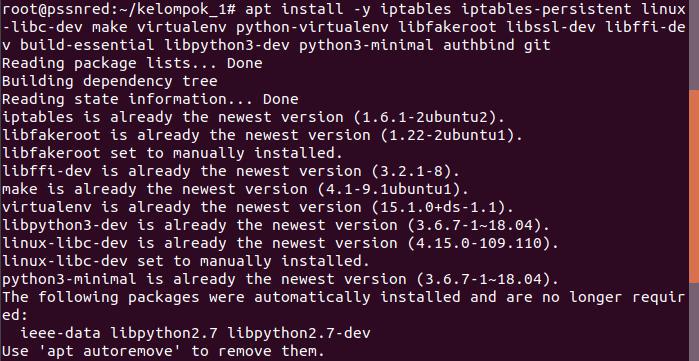 root@pssnred:~/kelompok_1# apt install -y iptables iptables-persistent linux
-libc-dev make virtualenv python-virtualenv libfakeroot libssl-dev libffi-de
v build-essential libpython3-dev python3-minimal authbind git
Reading package lists... Done
Building dependency tree
Reading state information... Done
iptables is already the newest version (1.6.1-2ubuntu2).
libfakeroot is already the newest version (1.22-2ubuntu1).
libfakeroot set to manually installed.
libffi-dev is already the newest version (3.2.1-8).
make is already the newest version (4.1-9.1ubuntu1).
virtualenv is already the newest version (15.1.0+ds-1.1).
libpython3-dev is already the newest version (3.6.7-1~18.04).
linux-libc-dev is already the newest version (4.15.0-109.110).
linux-libc-dev set to manually installed.
python3-minimal is already the newest version (3.6.7-1~18.04).
The following packages were automatically installed and are no longer requir
ed:
  ieee-data libpython2.7 libpython2.7-dev
Use 'apt autoremove' to remove them.